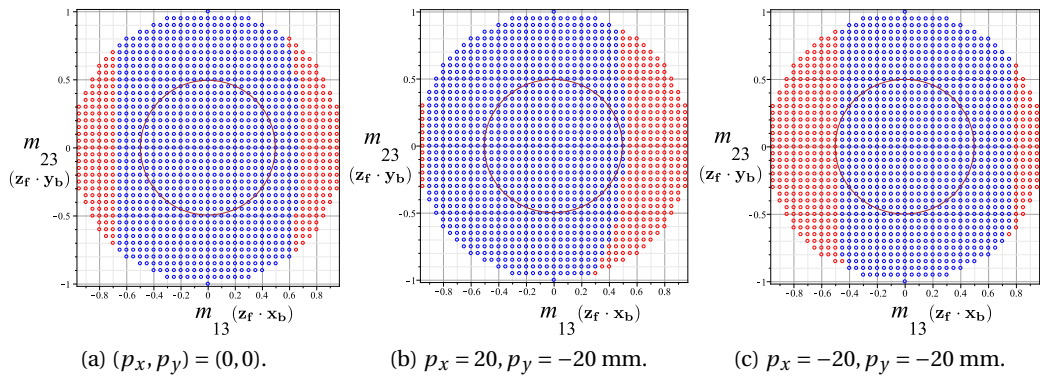 1
0.5
0
−0.5
−1
−0.8 −0.6 −0.4 −0.2 0 0.2 0.4 0.6 0.8
m 23
(z_f · y_b)
m 13 (z_f · x_b)
(a) (p_x, p_y) = (0,0).
1
0.5
0
−0.5
−1
−0.8 −0.6 −0.4 −0.2 0 0.2 0.4 0.6 0.8
m 23
(z_f · y_b)
m 13 (z_f · x_b)
(b) p_x = 20, p_y = −20 mm.
1
0.5
0
−0.5
−1
−0.8 −0.6 −0.4 −0.2 0 0.2 0.4 0.6 0.8
m 23
(z_f · y_b)
m 13 (z_f · x_b)
(c) p_x = −20, p_y = −20 mm.